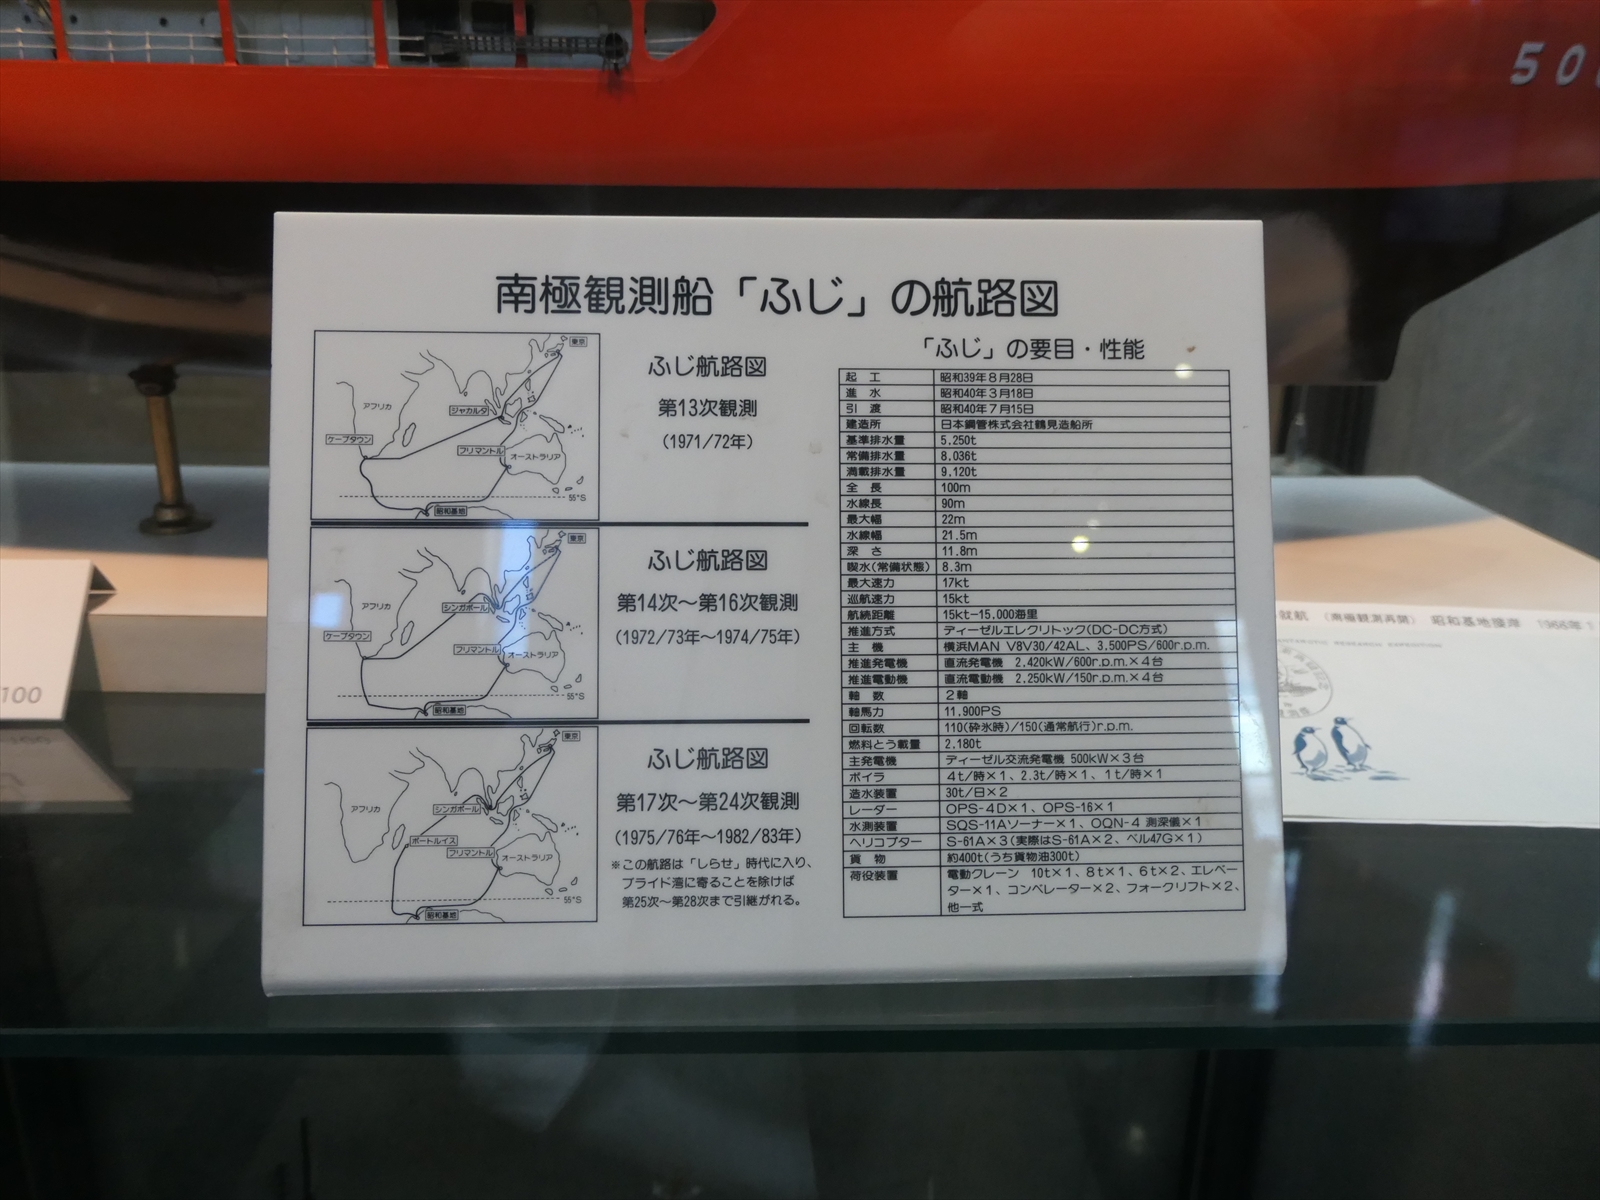 50
南極観測船「ふじ」の航路図
東京
アフリカ
ジャカルタ
ケープタウン
フリマントル
オーストラリア
55°S
昭和基地
ふじ航路図
第13次観測
(1971/72年)
東京
アフリカ
シンガポール
ケープタウン
フリマントル
オーストラリア
55°S
昭和基地
ふじ航路図
第14次～第16次観測
(1972/73年～1974/75年)
東京
アフリカ
シンガポール
ポートルイス
フリマントル
オーストラリア
55°S
昭和基地
ふじ航路図
第17次～第24次観測
(1975/76年～1982/83年)
※この航路は「しらせ」時代に入り、
プライド湾に寄ることを除けば
第25次～第28次まで引継がれる。
「ふじ」の要目・性能
起工 昭和39年8月28日
進水 昭和40年3月18日
引渡 昭和40年7月15日
建造所 日本鋼管株式会社鶴見造船所
基準排水量 5.250t
常備排水量 8.036t
満載排水量 9.120t
全長 100m
水線長 90m
最大幅 22m
水線幅 21.5m
深さ 11.8m
喫水(常備状態) 8.3m
最大速力 17kt
巡航速力 15kt
航続距離 15kt−15.000海里
推進方式 ディーゼルエレクリトック(DC-DC方式)
主機 横浜MAN V8V30/42AL、3.500PS/600r.p.m.
推進発電機 直流発電機 2.420kW/600r.p.m.×4台
推進電動機 直流電動機 2.250kW/150r.p.m.×4台
軸数 2軸
軸馬力 11.900PS
回転数 110(砕氷時)/150(通常航行)r.p.m.
燃料とう載量 2.180t
主発電機 ディーゼル交流発電機 500kW×3台
ボイラ 4t/時×1、2.3t/時×1、1t/時×1
造水装置 30t/日×2
レーダー OPS-4D×1、OPS-16×1
水測装置 SQS-11Aソーナー×1、OQN-4 測深儀×1
ヘリコプター S-61A×3(実際はS-61A×2、ベル47G×1)
貨物 約400t(うち貨物油300t)
荷役装置 電動クレーン 10t×1、8t×1、6t×2、エレベー
ター×1、コンベレーター×2、フォークリフト×2、
他一式
100
就航 (南極観測再開) 昭和基地接岸 1966年1
ANTARCTIC RESEARCH EXPEDITION